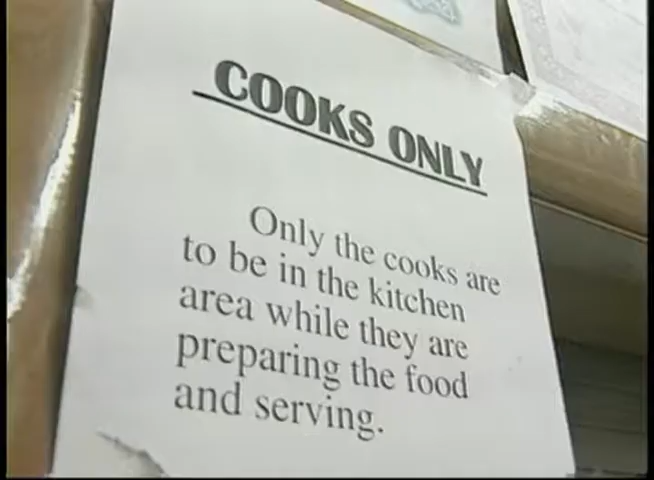 COOKS ONLY
Only the cooks are
to be in the kitchen
area while they are
preparing the food
and serving.